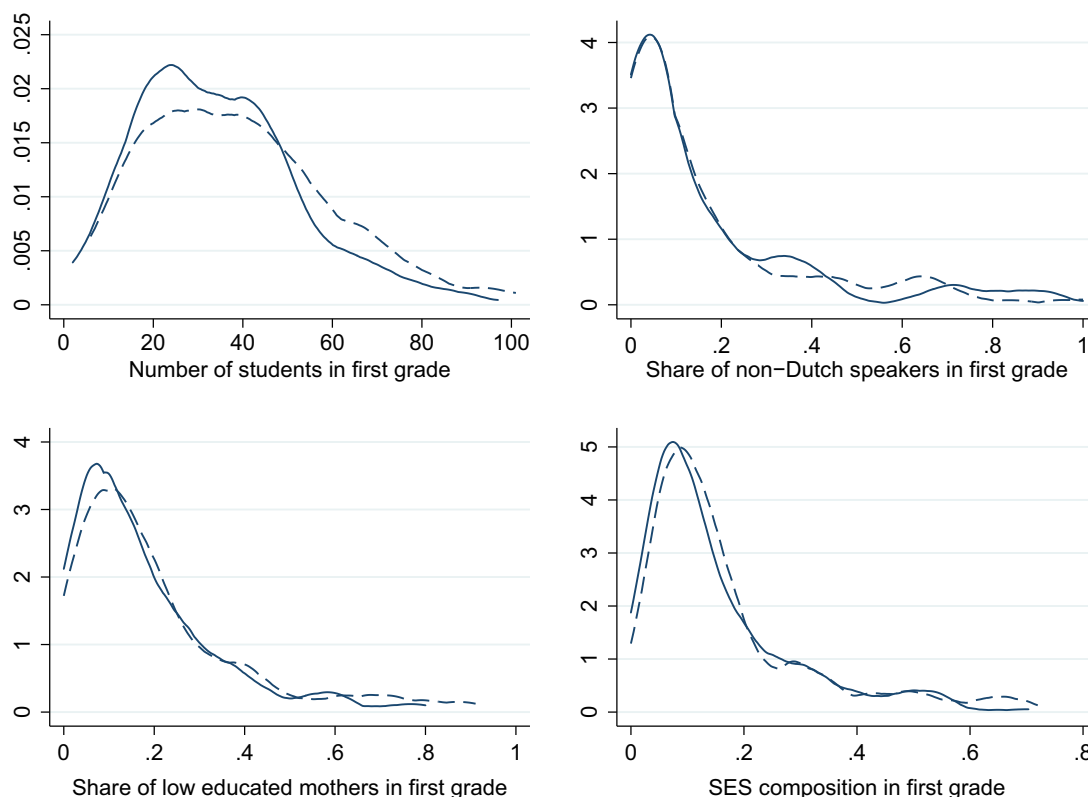 .025
.02
.015
.01
.005
0
0 20 40 60 80 100
Number of students in first grade
4
3
2
1
0
0 .2 .4 .6 .8 1
Share of non−Dutch speakers in first grade
4
3
2
1
0
0 .2 .4 .6 .8 1
Share of low educated mothers in first grade
5
4
3
2
1
0
0 .2 .4 .6 .8
SES composition in first grade